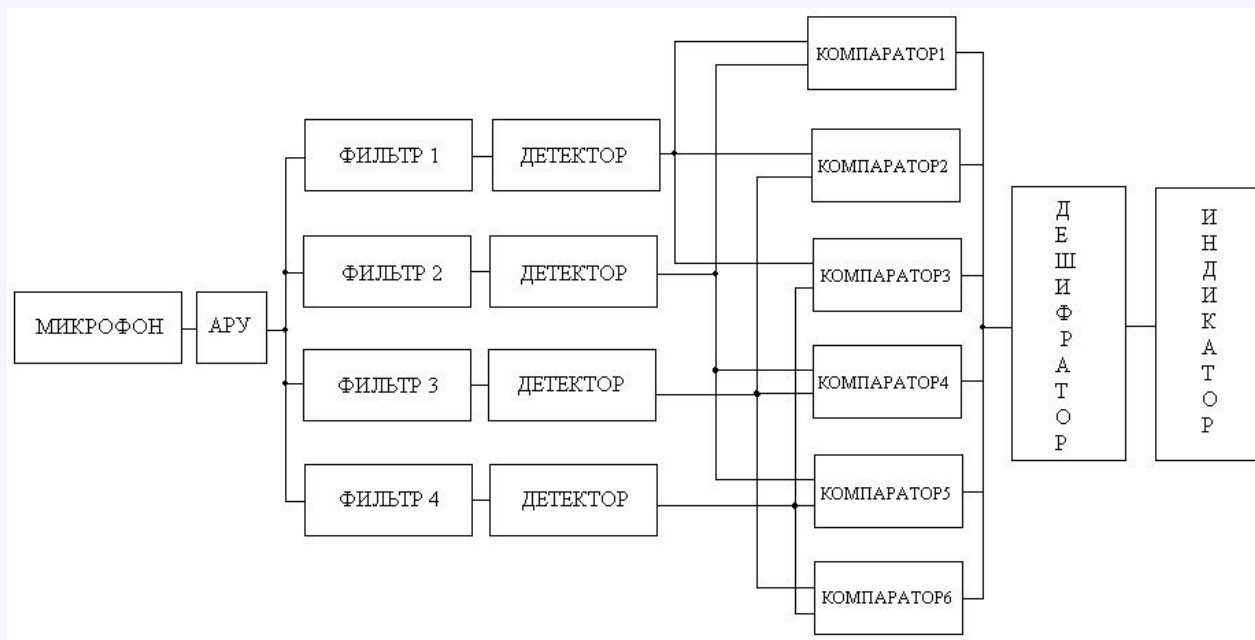 МИКРОФОН
АРУ
ФИЛЬТР 1
ДЕТЕКТОР
ФИЛЬТР 2
ДЕТЕКТОР
ФИЛЬТР 3
ДЕТЕКТОР
ФИЛЬТР 4
ДЕТЕКТОР
КОМПАРАТОР1
КОМПАРАТОР2
КОМПАРАТОР3
КОМПАРАТОР4
КОМПАРАТОР5
КОМПАРАТОР6
ДЕШИФРАТОР
ИНДИКАТОР